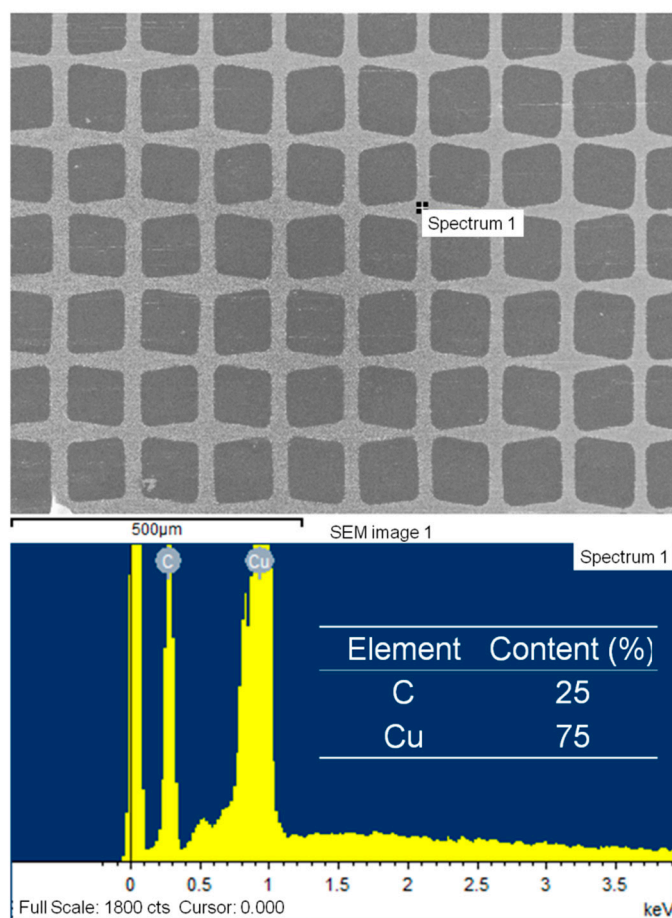 Spectrum 1
500µm
SEM image 1
Spectrum 1
C
Cu
Element Content (%)
C 25
Cu 75
0 0.5 1 1.5 2 2.5 3 3.5
Full Scale: 1800 cts Cursor: 0.000
keV